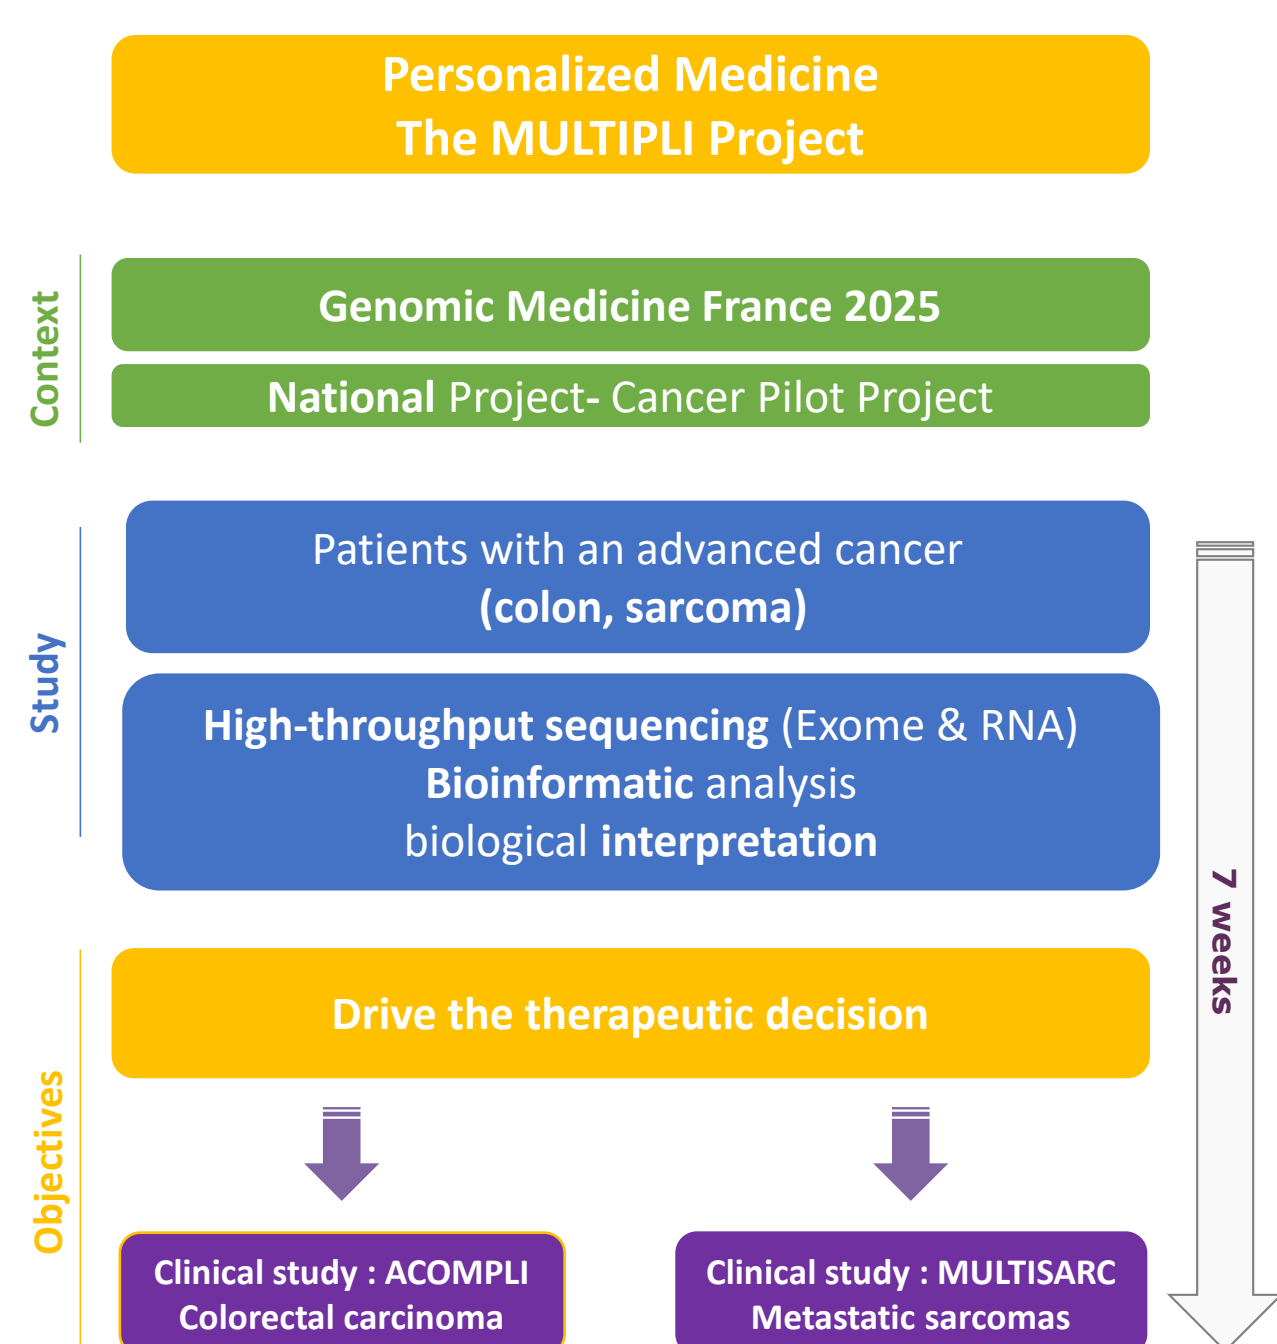 Personalized Medicine
The MULTIPLI Project
Context
Genomic Medicine France 2025
National Project- Cancer Pilot Project
Study
Patients with an advanced cancer
(colon, sarcoma)
High-throughput sequencing (Exome & RNA)
Bioinformatic analysis
biological interpretation
7 weeks
Objectives
Drive the therapeutic decision
Clinical study : ACOMPLI
Colorectal carcinoma
Clinical study : MULTISARC
Metastatic sarcomas